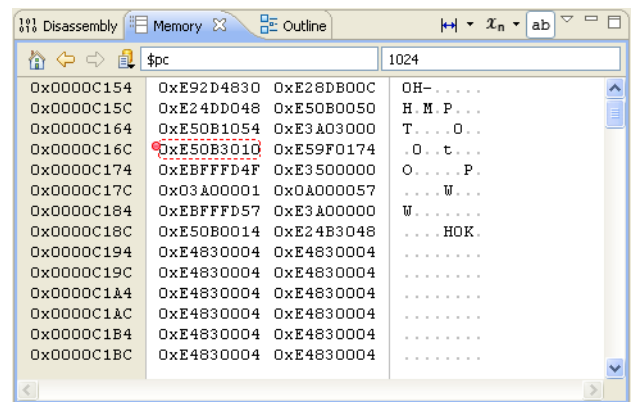 Disassembly Memory Outline ab
$pc 1024
0x0000C154 0xE92D4830 0xE28DB00C OH-.....
0x0000C15C 0xE24DD048 0xE50B0050 H.M.P...
0x0000C164 0xE50B1054 0xE3A03000 T....0..
0x0000C16C 0xE50B3010 0xE59F0174 .0..t...
0x0000C174 0xEBFFFD4F 0xE3500000 O.....P.
0x0000C17C 0x03A00001 0x0A000057 ....W...
0x0000C184 0xEBFFFD57 0xE3A00000 W.......
0x0000C18C 0xE50B0014 0xE24B3048 ....H0K.
0x0000C194 0xE4830004 0xE4830004 ........
0x0000C19C 0xE4830004 0xE4830004 ........
0x0000C1A4 0xE4830004 0xE4830004 ........
0x0000C1AC 0xE4830004 0xE4830004 ........
0x0000C1B4 0xE4830004 0xE4830004 ........
0x0000C1BC 0xE4830004 0xE4830004 ........